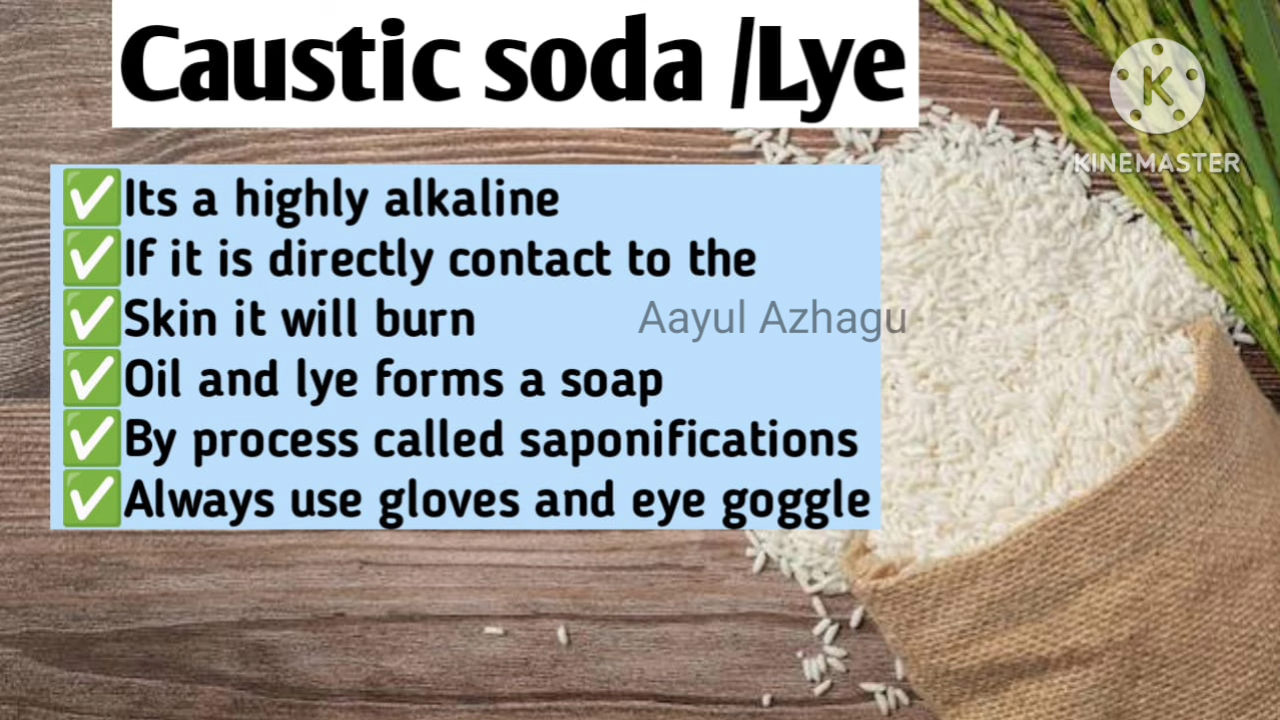 Caustic soda /Lye
KINEMASTER
✅Its a highly alkaline
✅If it is directly contact to the
✅Skin it will burn
Aayul Azhagu
✅Oil and lye forms a soap
✅By process called saponifications
✅Always use gloves and eye goggle